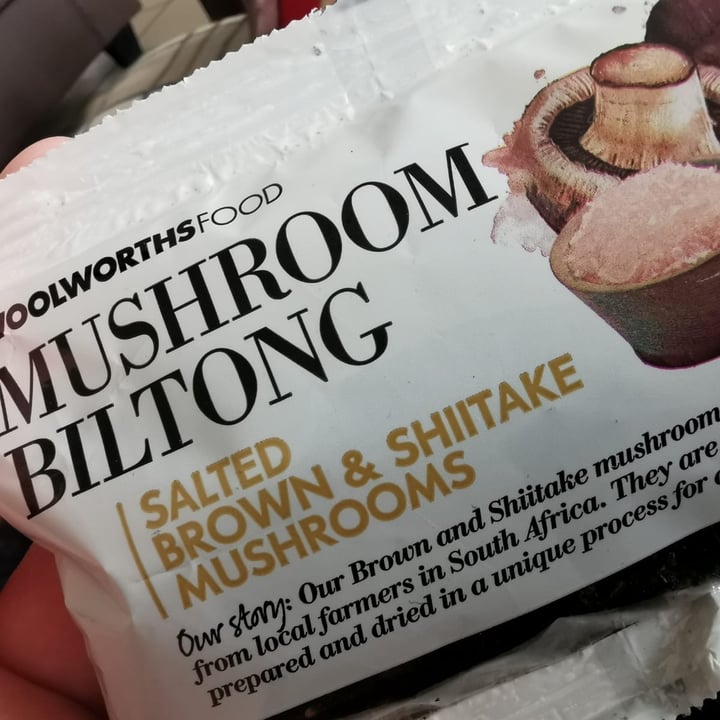 WOOLWORTHSFOOD
MUSHROOM
BILTONG
SALTED
BROWN & SHIITAKE
MUSHROOMS
Our story: Our Brown and Shiitake mushroom
from local farmers in South Africa. They are
prepared and dried in a unique process for